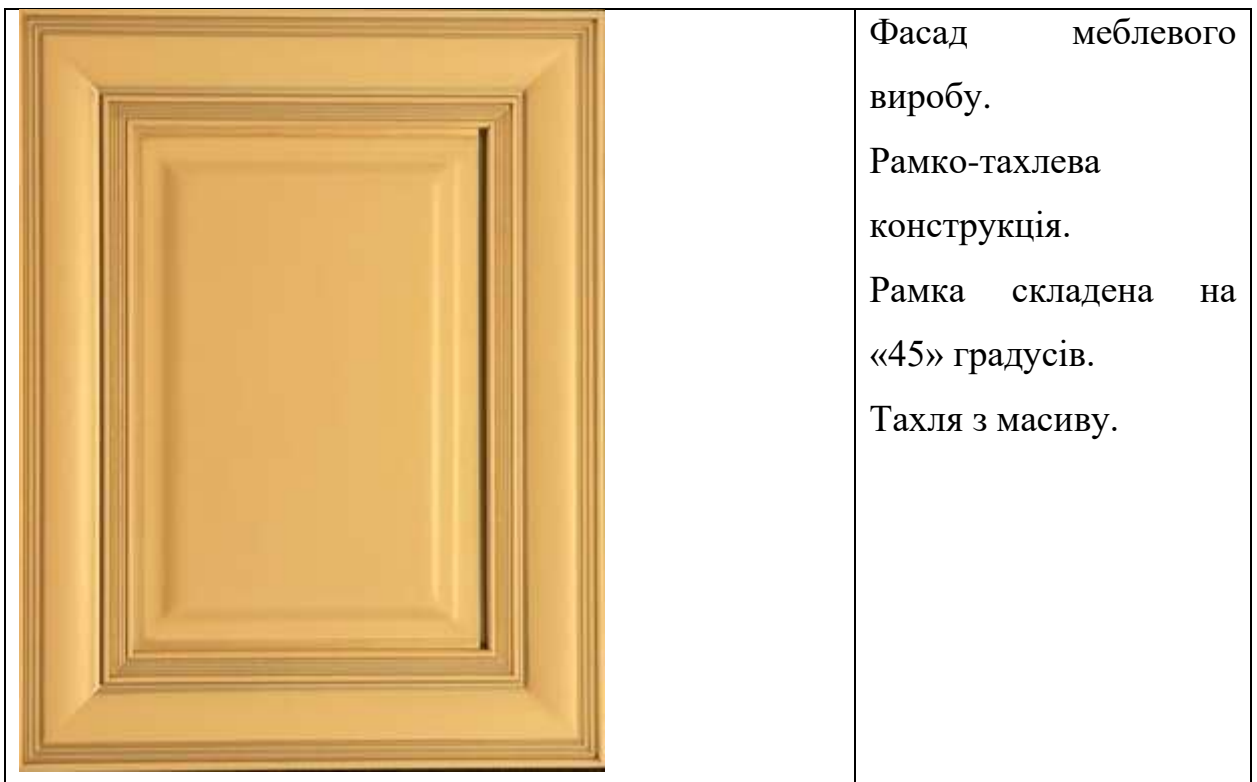 Фасад меблевого
виробу.
Рамко-тахлева
конструкція.
Рамка складена на
«45» градусів.
Тахля з масиву.